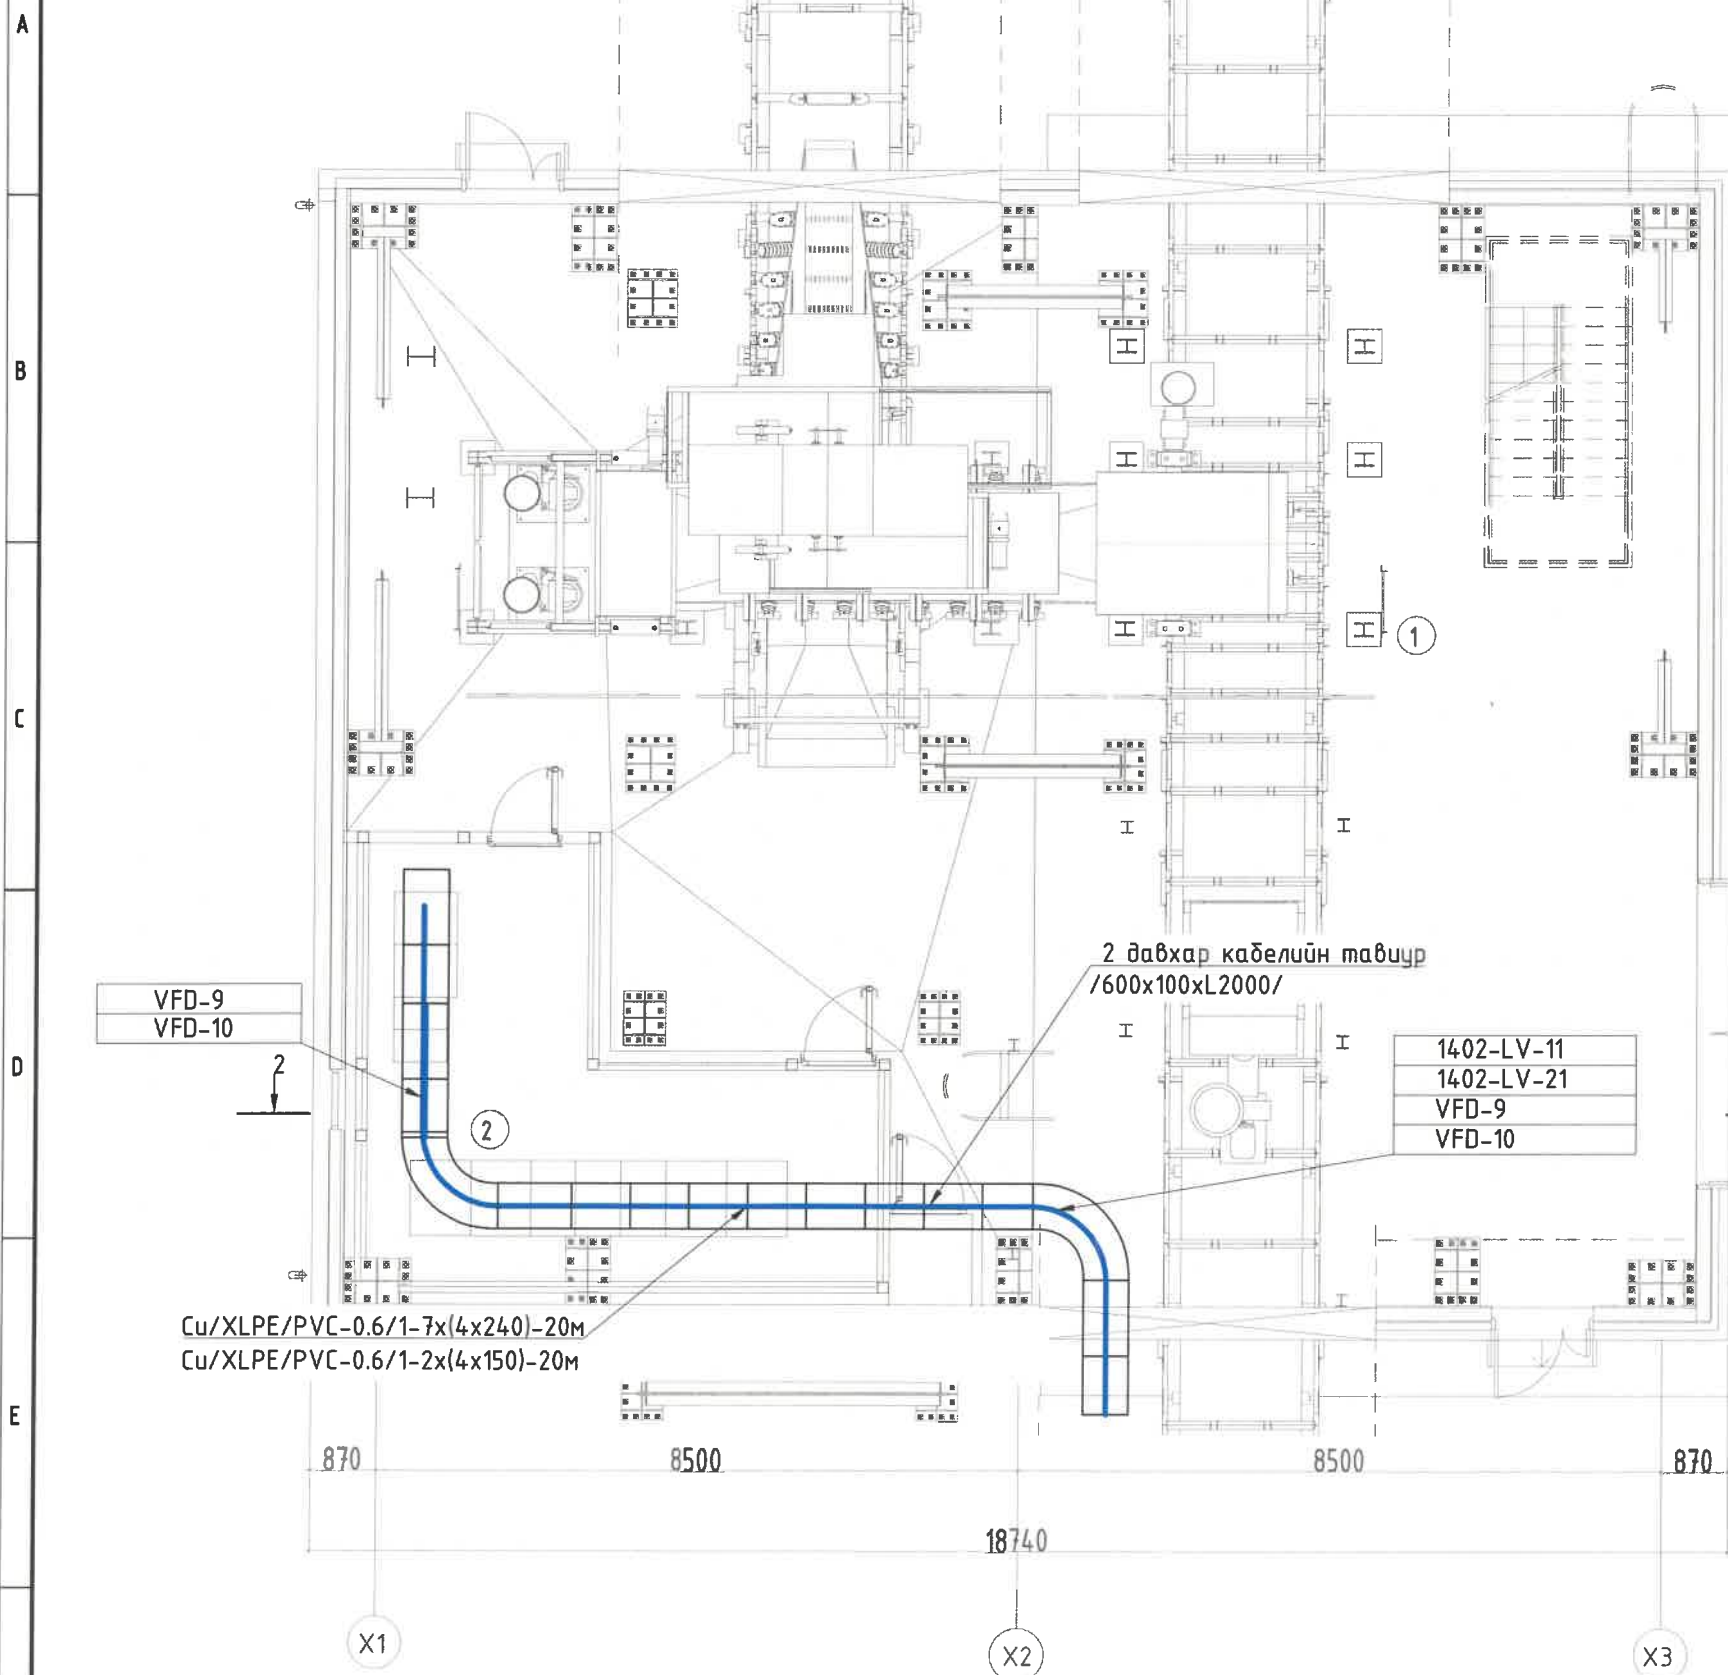 A
B
C
D
E
1
2 давхар кабелийн тавиур
/600x100xL2000/
VFD-9
VFD-10
2
2
1402-LV-11
1402-LV-21
VFD-9
VFD-10
Cu/XLPE/PVC-0.6/1-7x(4x240)-20м
Cu/XLPE/PVC-0.6/1-2x(4x150)-20м
870
8500
8500
870
18740
X1
X2
X3